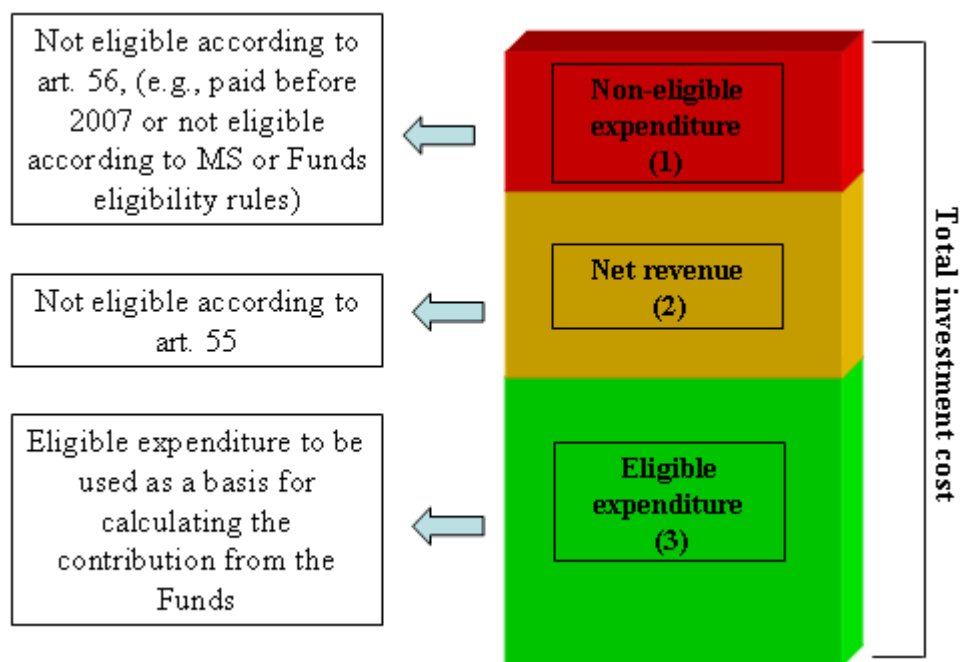 Not eligible according to
art. 56, (e.g., paid before
2007 or not eligible
according to MS or Funds
eligibility rules)
Non-eligible
expenditure
(1)
Not eligible according to
art. 55
Net revenue
(2)
Eligible expenditure to be
used as a basis for
calculating the
contribution from the
Funds
Eligible
expenditure
(3)
Total investment cost